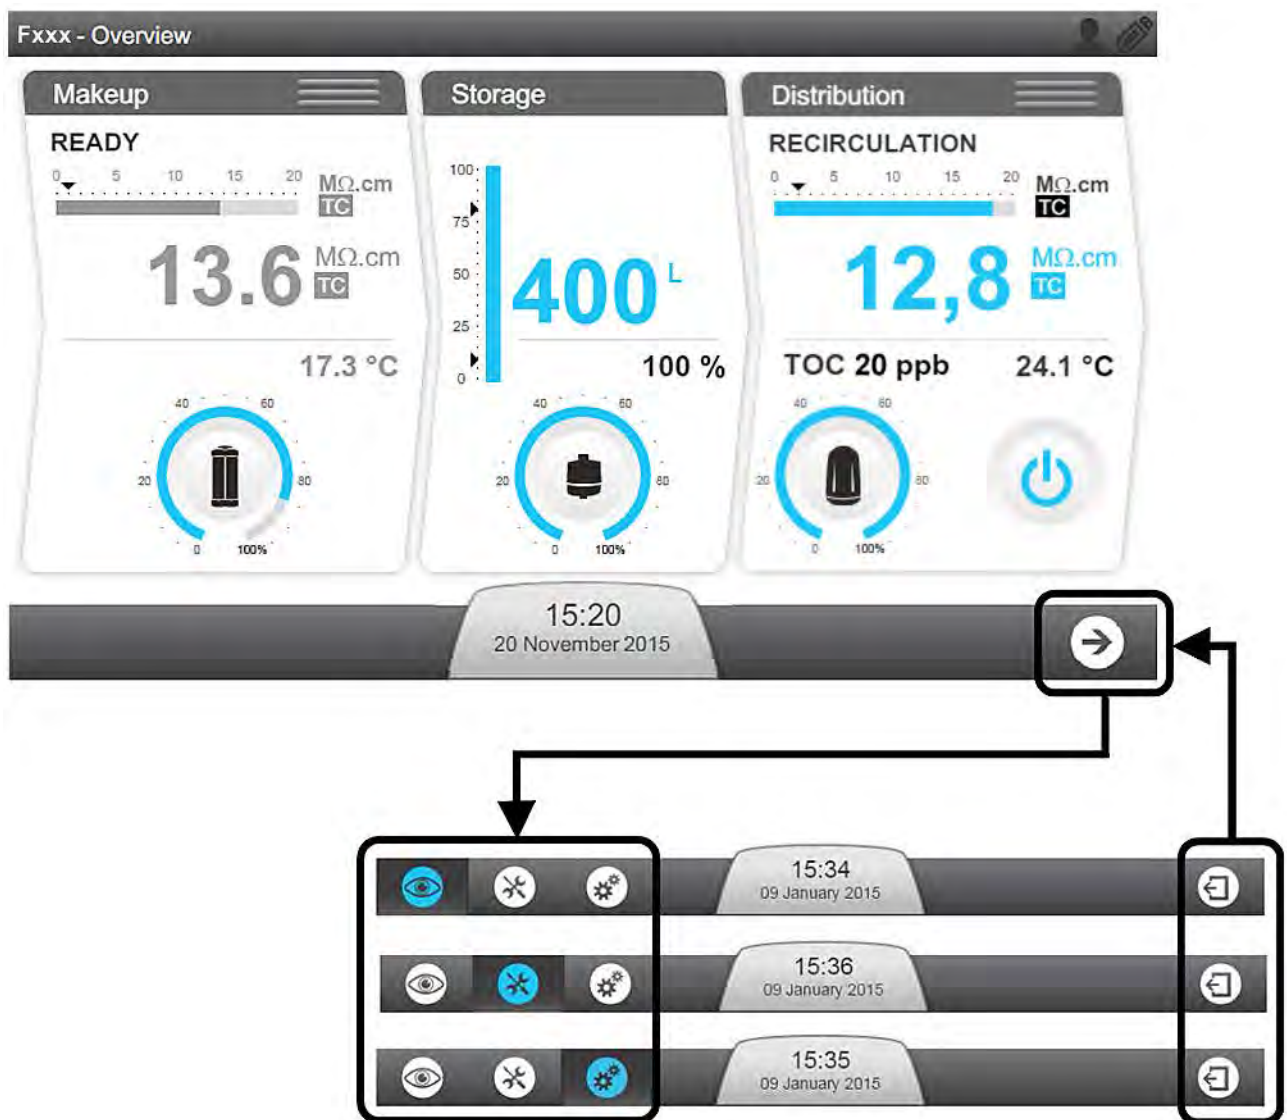 Fxxx - Overview
Makeup
READY
0 5 10 15 20
MΩ.cm
TC
13.6 MΩ.cm
TC
17.3 °C
40 60
20 80
0 100%
Storage
100
75
50
25
0
400 L
100 %
40 60
20 80
0 100%
Distribution
RECIRCULATION
0 5 10 15 20
MΩ.cm
TC
12,8 MΩ.cm
TC
TOC 20 ppb 24.1 °C
40 60
20 80
0 100%
15:20
20 November 2015
15:34
09 January 2015
15:36
09 January 2015
15:35
09 January 2015